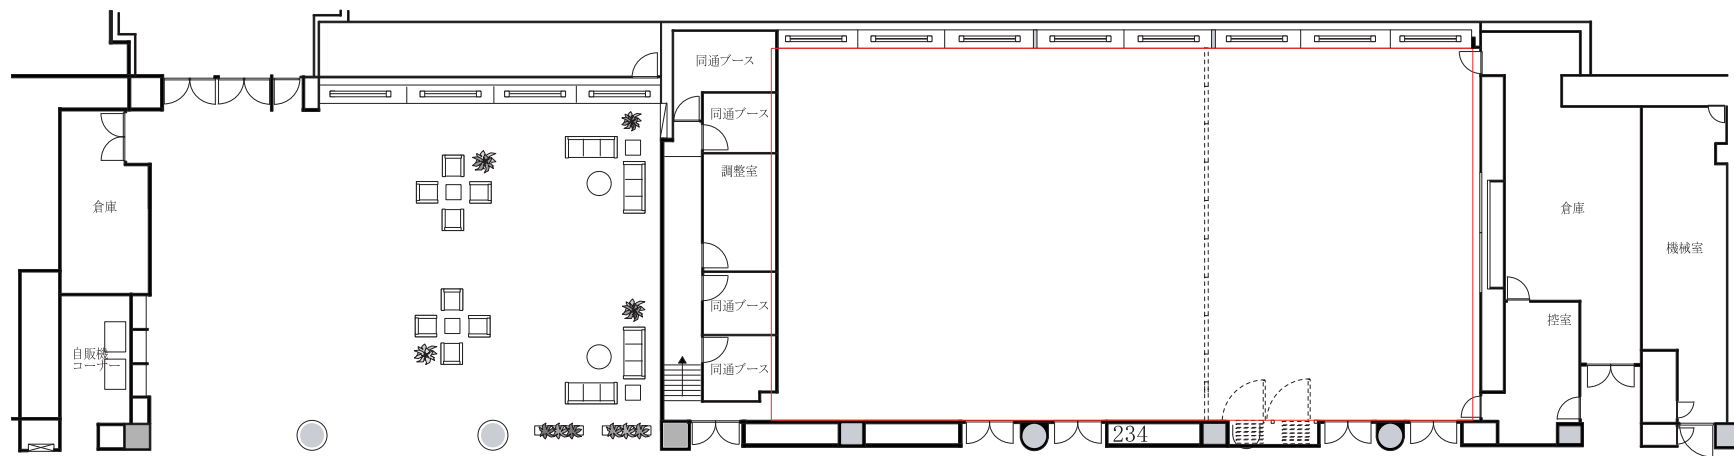 同通ブース
同通ブース
調整室
倉庫
倉庫
機械室
同通ブース
控室
自販機
コーナー
同通ブース
234